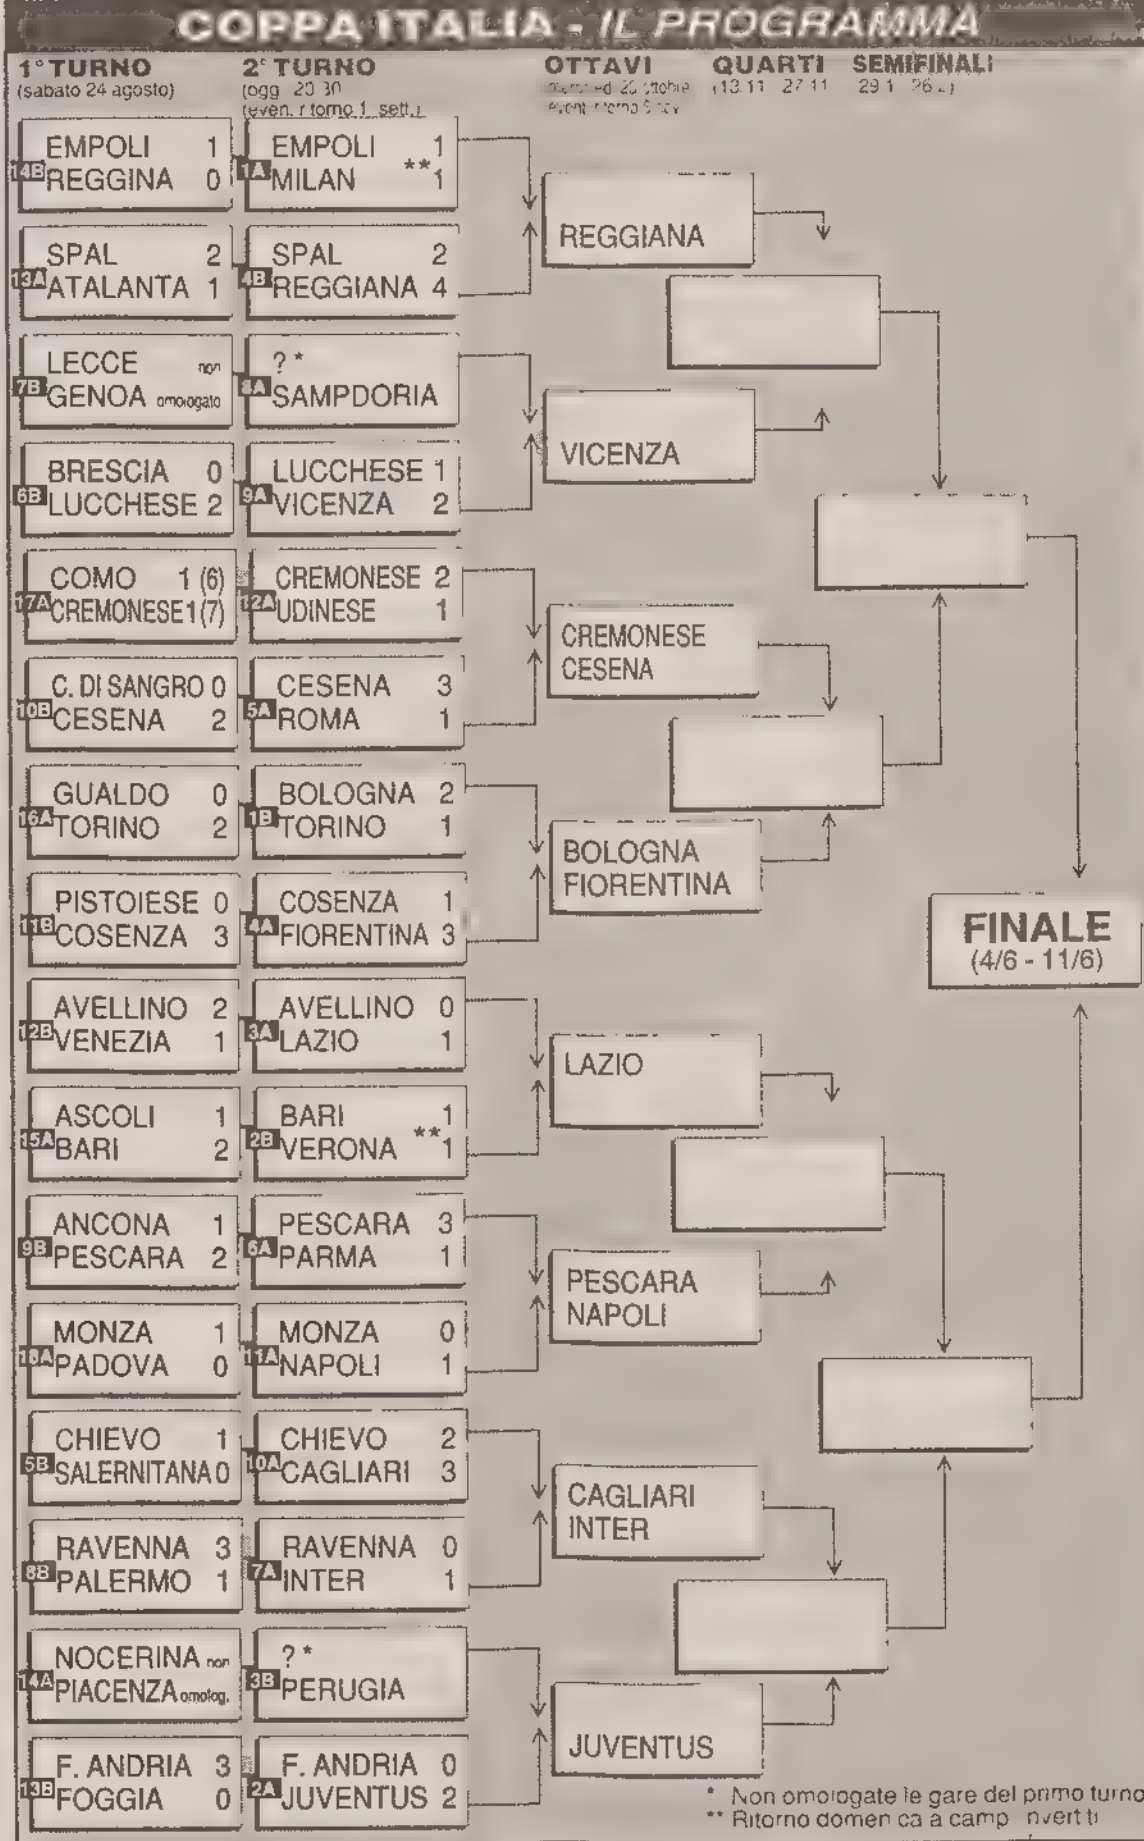 COPPA ITALIA - IL PROGRAMMA
1° TURNO
(sabato 24 agosto)
2° TURNO
20 30
(even.
OTTAVI
QUARTI
(13.11 27.11
SEMIFINALI
14B
EMPOLI 1
REGGINA 0
13A
SPAL 2
ATALANTA 1
7B
LECCE non
GENOA omologato
6B
BRESCIA 0
LUCCHESE 2
17A
COMO 1 (6)
CREMONESE 1 (7)
10B
C. DI SANGRO 0
CESENA 2
16A
GUALDO 0
TORINO 2
11B
PISTOIESE 0
COSENZA 3
12B
AVELLINO 2
VENEZIA 1
15A
ASCOLI 1
BARI 2
9B
ANCONA 1
PESCARA 2
MONZA 1
PADOVA 0
5B
CHIEVO 1
SALERNITANA 0
8B
RAVENNA 3
PALERMO 1
14A
NOCERINA non
PIACENZA omolog.
13B
F. ANDRIA 3
FOGGIA 0
1A
EMPOLI 1
MILAN ** 1
4B
SPAL 2
REGGIANA 4
8A
? *
SAMPDORIA
9A
LUCCHESE 1
VICENZA 2
12A
CREMONESE 2
UDINESE 1
5A
CESENA 3
ROMA 1
1B
BOLOGNA 2
TORINO 1
4A
COSENZA 1
FIORENTINA 3
3A
AVELLINO 0
LAZIO 1
2B
BARI 1
VERONA ** 1
6A
PESCARA 3
PARMA 1
11A
MONZA 0
NAPOLI 1
10A
CHIEVO 2
CAGLIARI 3
7A
RAVENNA 0
INTER 1
3B
? *
PERUGIA
2A
F. ANDRIA 0
JUVENTUS 2
REGGIANA
VICENZA
CREMONESE
CESENA
BOLOGNA
FIORENTINA
LAZIO
PESCARA
NAPOLI
CAGLIARI
INTER
JUVENTUS
FINALE
(4/6 - 11/6)
* Non omologate le gare del primo turno
** Ritorno a